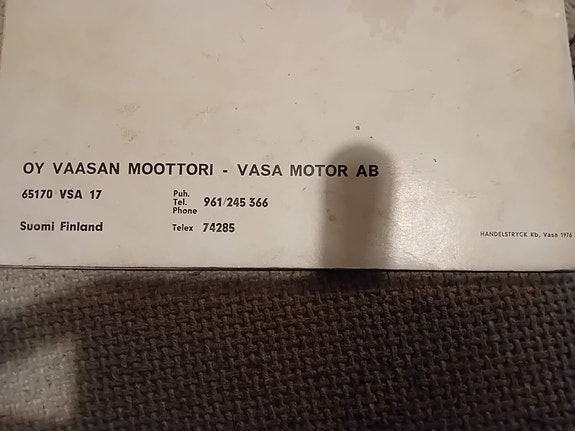 OY VAASAN MOOTTORI - VASA MOTOR AB
65170 VSA 17
Puh.
Tel. 961/245 366
Phone
Suomi Finland
Telex 74285
HANDELSTRYCK Kb, Vasa 1976